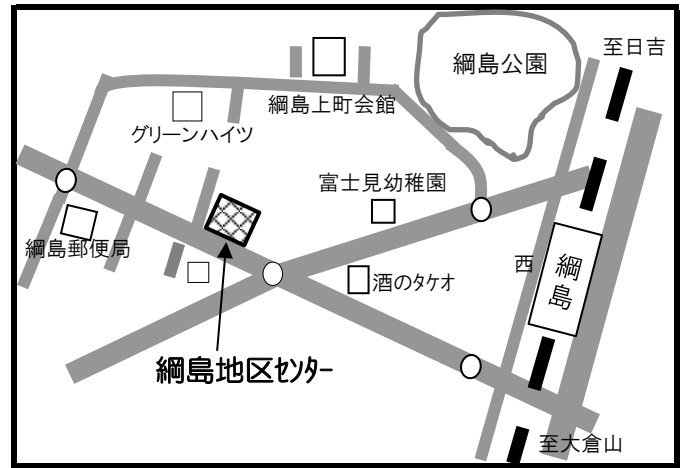 至日吉
綱島公園
綱島上町会館
グリーンハイツ
富士見幼稚園
綱島郵便局
西
綱島
酒のタケオ
綱島地区センター
至大倉山